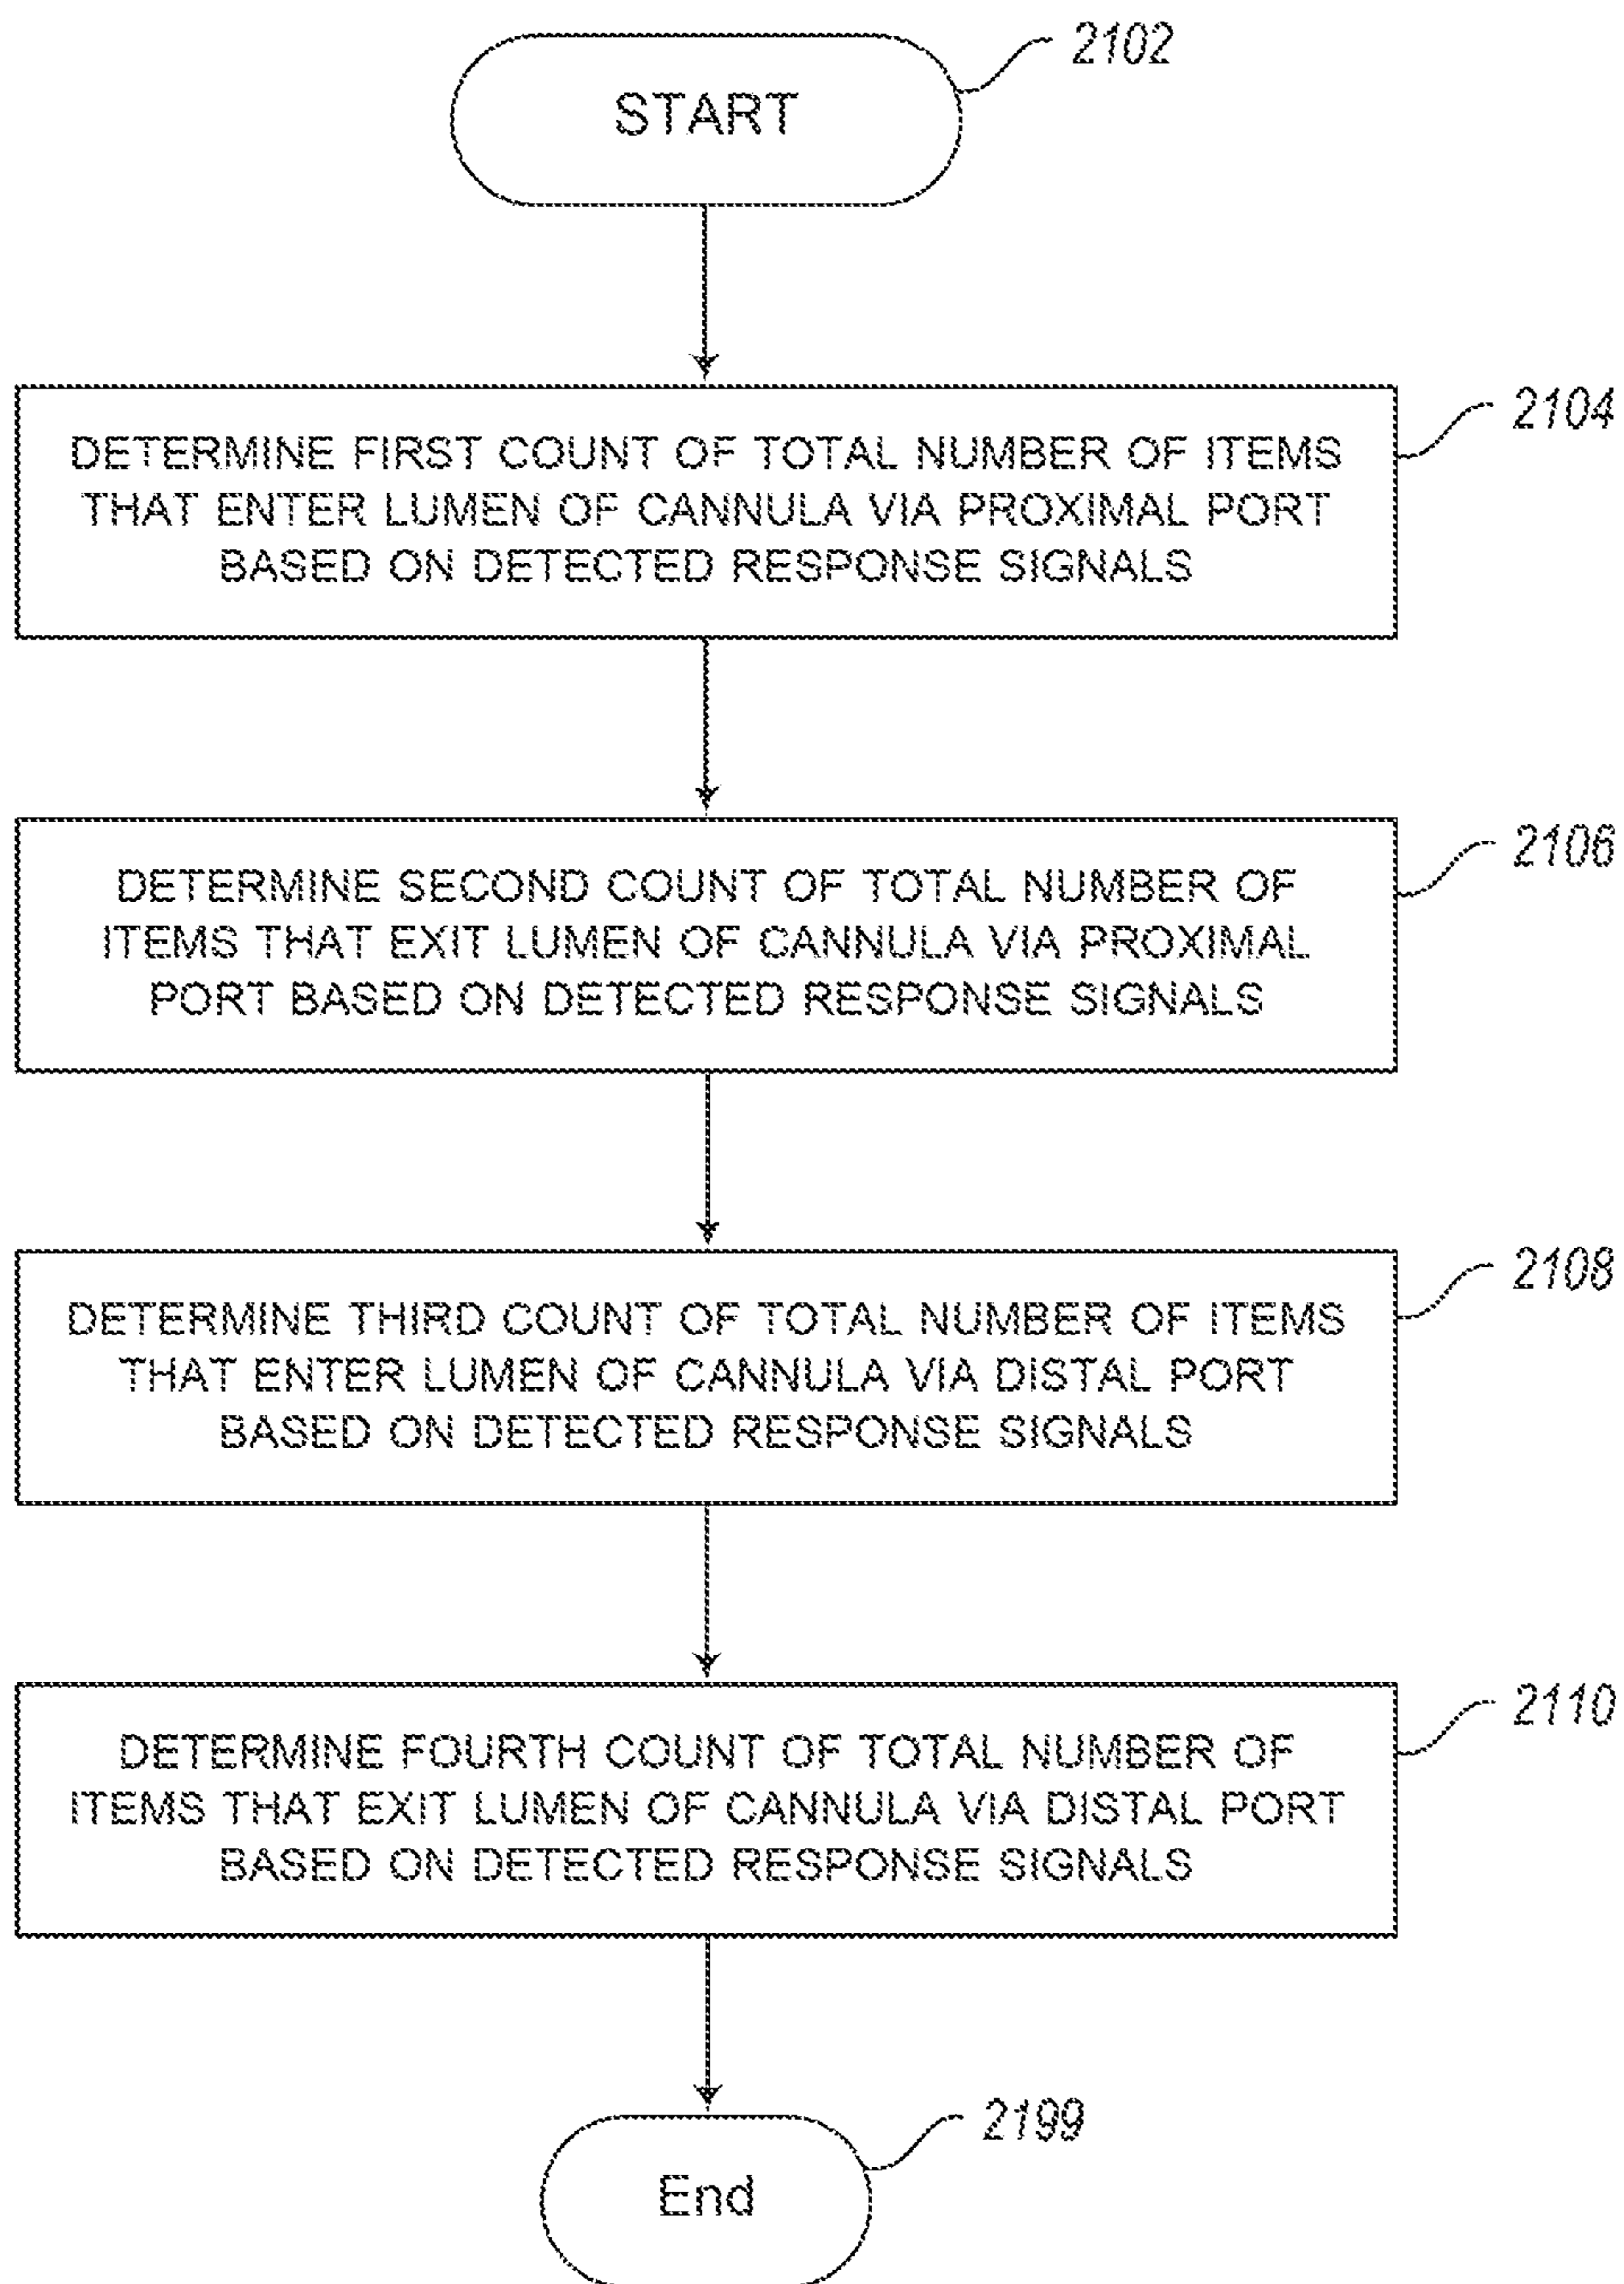 START
2102
DETERMINE FIRST COUNT OF TOTAL NUMBER OF ITEMS
THAT ENTER LUMEN OF CANNULA VIA PROXIMAL PORT
BASED ON DETECTED RESPONSE SIGNALS
2104
DETERMINE SECOND COUNT OF TOTAL NUMBER OF
ITEMS THAT EXIT LUMEN OF CANNULA VIA PROXIMAL
PORT BASED ON DETECTED RESPONSE SIGNALS
2106
DETERMINE THIRD COUNT OF TOTAL NUMBER OF ITEMS
THAT ENTER LUMEN OF CANNULA VIA DISTAL PORT
BASED ON DETECTED RESPONSE SIGNALS
2108
DETERMINE FOURTH COUNT OF TOTAL NUMBER OF
ITEMS THAT EXIT LUMEN OF CANNULA VIA DISTAL PORT
BASED ON DETECTED RESPONSE SIGNALS
2110
End
2199